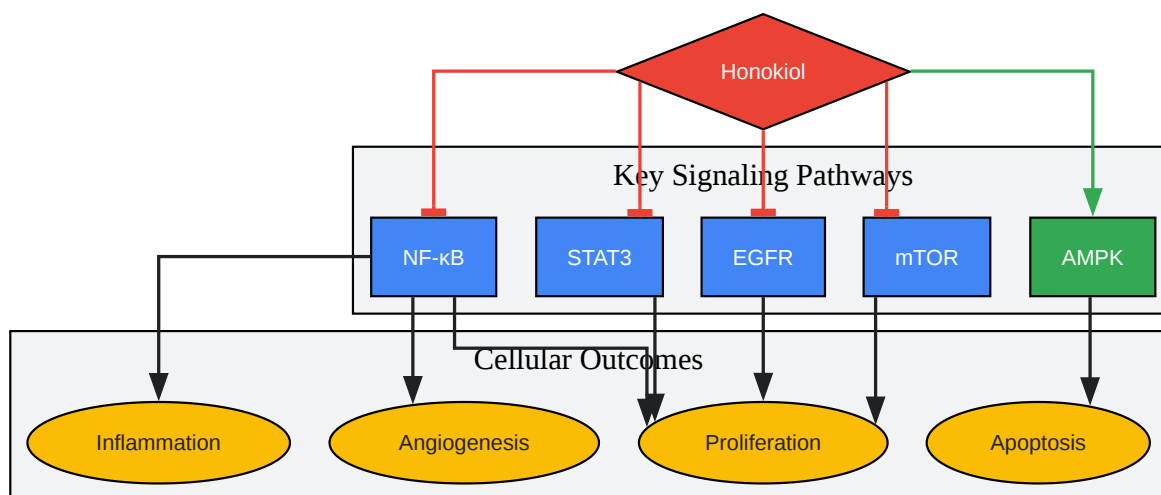 Honokiol
Key Signaling Pathways
NF-κB
STAT3
EGFR
mTOR
AMPK
Cellular Outcomes
Inflammation
Angiogenesis
Proliferation
Apoptosis